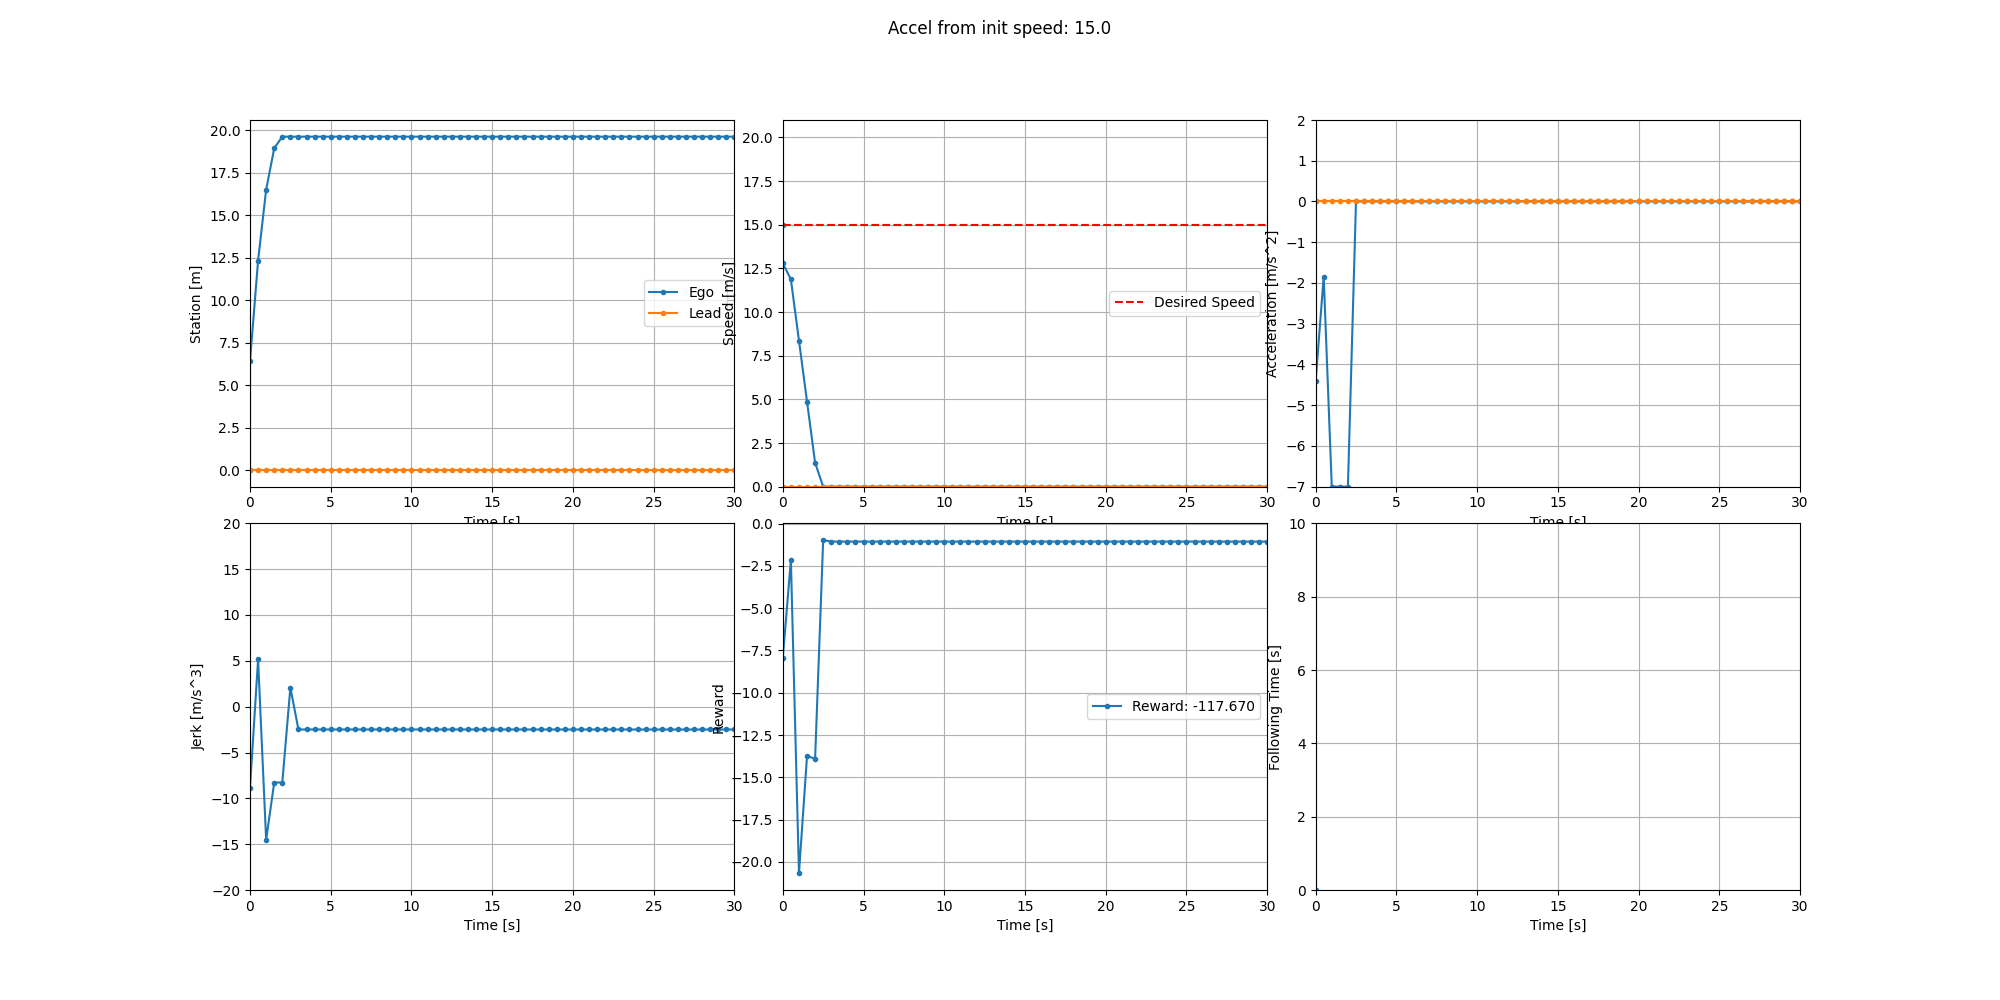 Accel from init speed: 15.0
20.0
17.5
15.0
12.5
10.0
7.5
5.0
2.5
0.0
Station [m]
Ego
Lead
0 5 10 15 20 25 30
Time [s]
20.0
17.5
15.0
12.5
10.0
7.5
5.0
2.5
0.0
Speed [m/s]
Desired Speed
0 5 10 15 20 25 30
Time [s]
2
1
0
−1
−2
−3
−4
−5
−6
−7
Acceleration [m/s^2]
0 5 10 15 20 25 30
Time [s]
20
15
10
5
0
−5
−10
−15
−20
Jerk [m/s^3]
0 5 10 15 20 25 30
Time [s]
0.0
−2.5
−5.0
−7.5
−10.0
−12.5
−15.0
−17.5
−20.0
Reward
Reward: -117.670
0 5 10 15 20 25 30
Time [s]
10
8
6
4
2
0
Following Time [s]
0 5 10 15 20 25 30
Time [s]